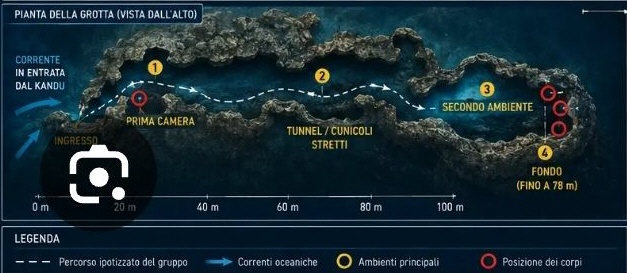 PIANTA DELLA GROTTA (VISTA DALL'ALTO)
CORRENTE
IN ENTRATA
DAL KANDU
1
2
3
SECONDO AMBIENTE
PRIMA CAMERA
INGRESSO
TUNNEL / CUNICOLI
STRETTI
4
FONDO
(FINO A 78 m)
0 m
20 m
40 m
60 m
80 m
100 m
LEGENDA
Percorso ipotizzato del gruppo
Correnti oceaniche
Ambienti principali
Posizione dei corpi